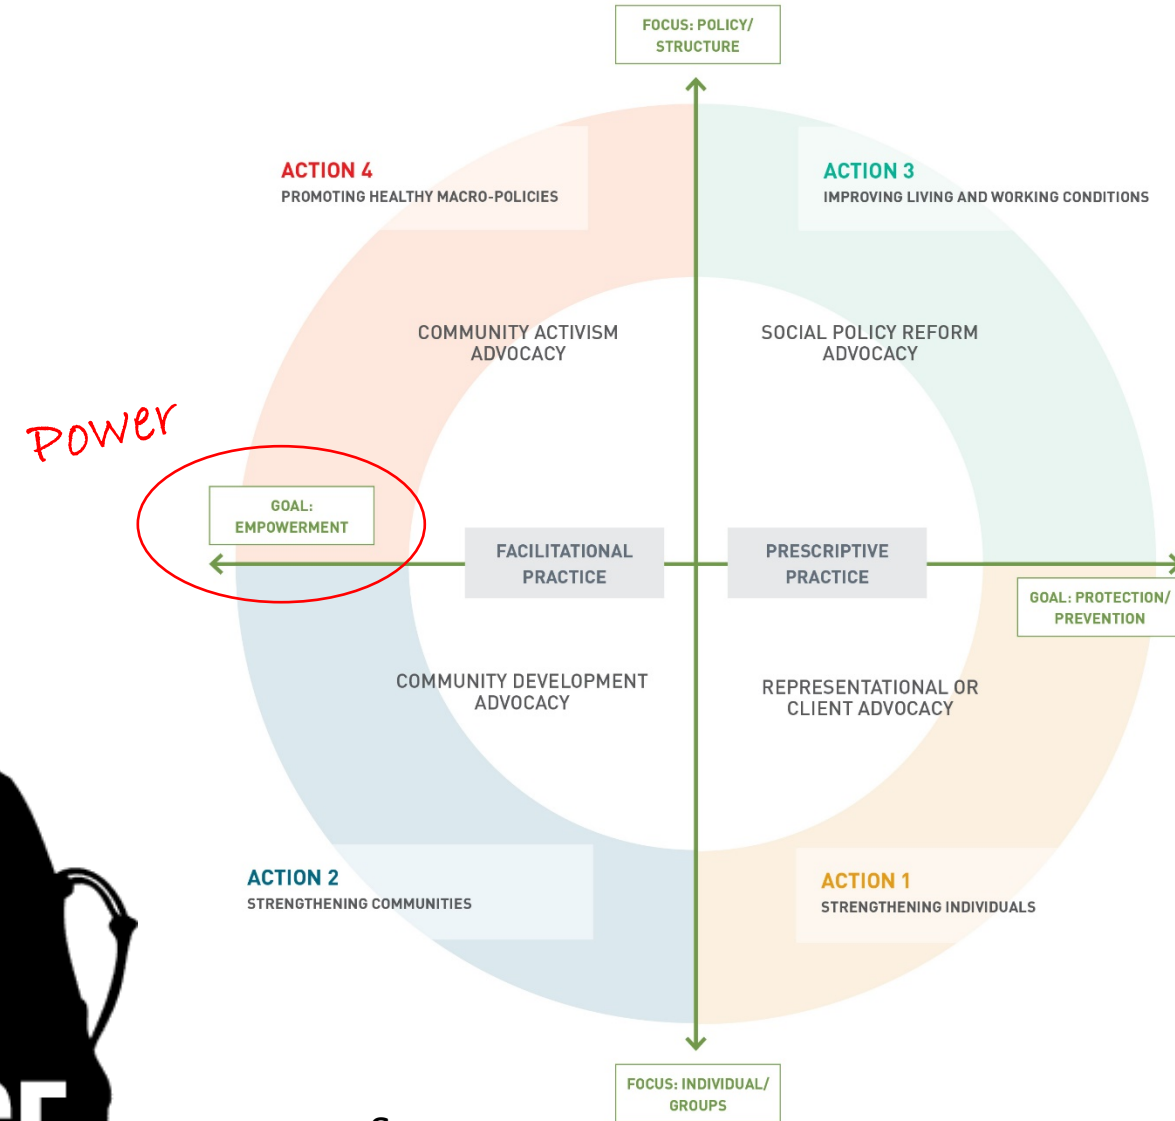 FOCUS: POLICY/
STRUCTURE
ACTION 4
PROMOTING HEALTHY MACRO-POLICIES
ACTION 3
IMPROVING LIVING AND WORKING CONDITIONS
COMMUNITY ACTIVISM
ADVOCACY
SOCIAL POLICY REFORM
ADVOCACY
Power
GOAL:
EMPOWERMENT
FACILITATIONAL
PRACTICE
PRESCRIPTIVE
PRACTICE
GOAL: PROTECTION/
PREVENTION
COMMUNITY DEVELOPMENT
ADVOCACY
REPRESENTATIONAL OR
CLIENT ADVOCACY
ACTION 2
STRENGTHENING COMMUNITIES
ACTION 1
STRENGTHENING INDIVIDUALS
FOCUS: INDIVIDUAL/
GROUPS